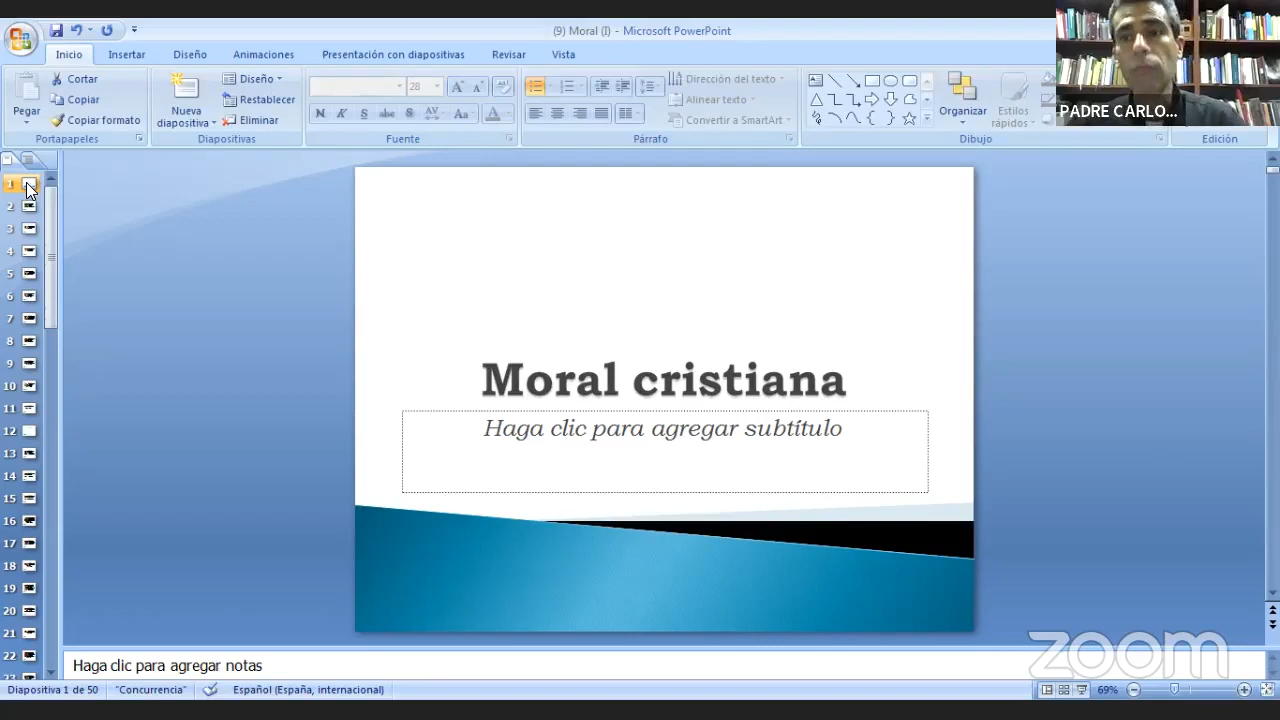 (9) Moral (I) - Microsoft PowerPoint
Inicio Insertar Diseño Animaciones Presentación con diapositivas Revisar Vista
Pegar
Cortar
Copiar
Copiar formato
Portapapeles
Nueva
diapositiva
Diseño
Restablecer
Eliminar
Diapositivas
28
N K S abc S AV Aa A
Fuente
Dirección del texto
Alinear texto
Convertir a SmartArt
Párrafo
Organizar
Estilos
rápidos
Dibujo
Edición
PADRE CARLO...
1
2
3
4
5
6
7
8
9
10
11
12
13
14
15
16
17
18
19
20
21
22
Moral cristiana
Haga clic para agregar subtítulo
zoom
Haga clic para agregar notas
Diapositiva 1 de 50 "Concurrencia" Español (España, internacional) 69%